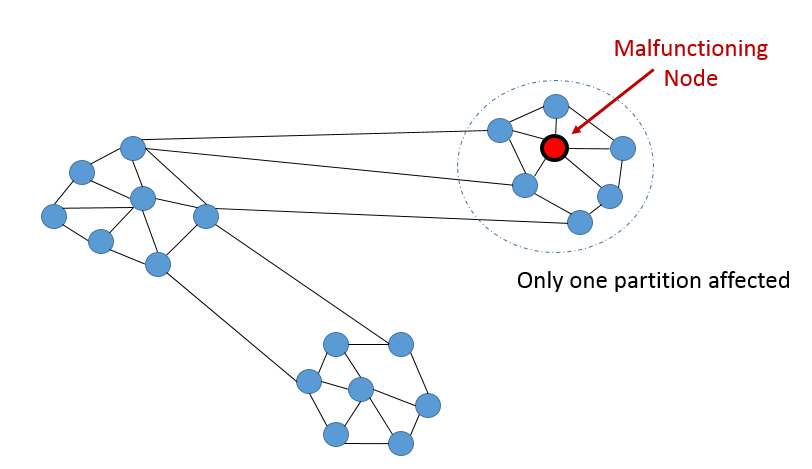 Malfunctioning
Node
Only one partition affected